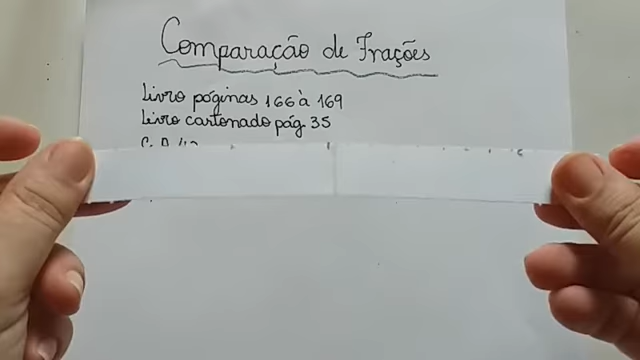 Comparação de Frações
Livro páginas 166 à 169
Livro cartonado pág. 35